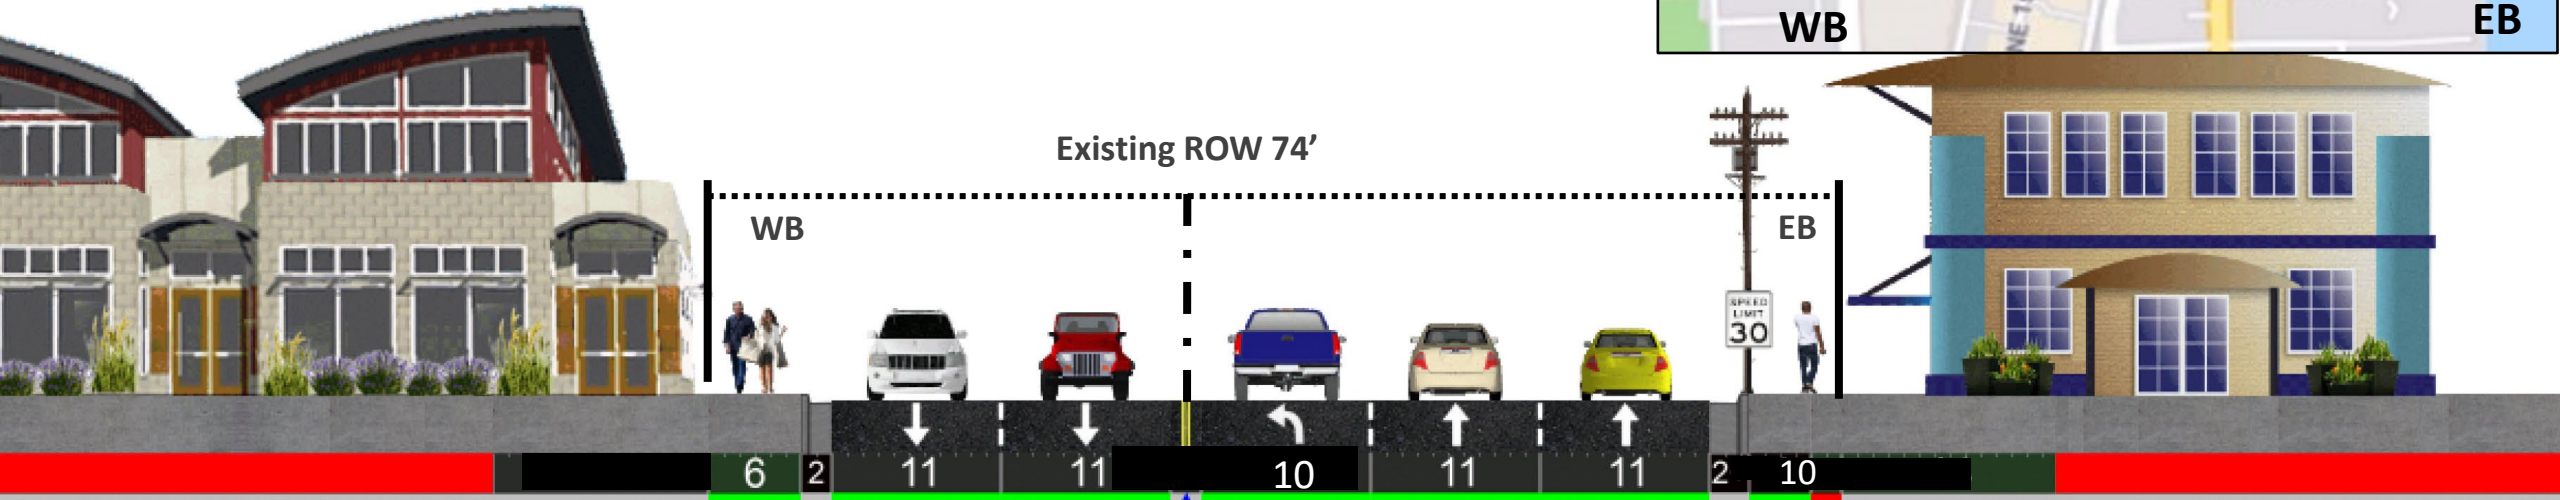 WB
EB
Existing ROW 74’
WB
EB
SPEED
LIMIT
30
6 2 11 11 10 11 11 2 10